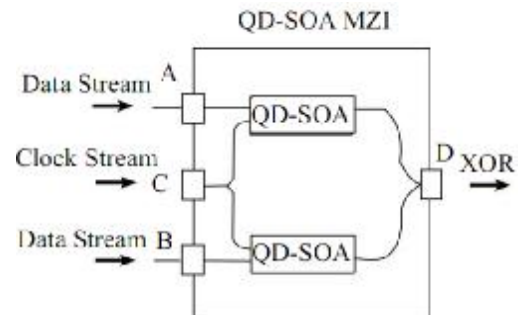 QD-SOA MZI
Data Stream A
QD-SOA
Clock Stream
C
D
XOR
Data Stream B
QD-SOA